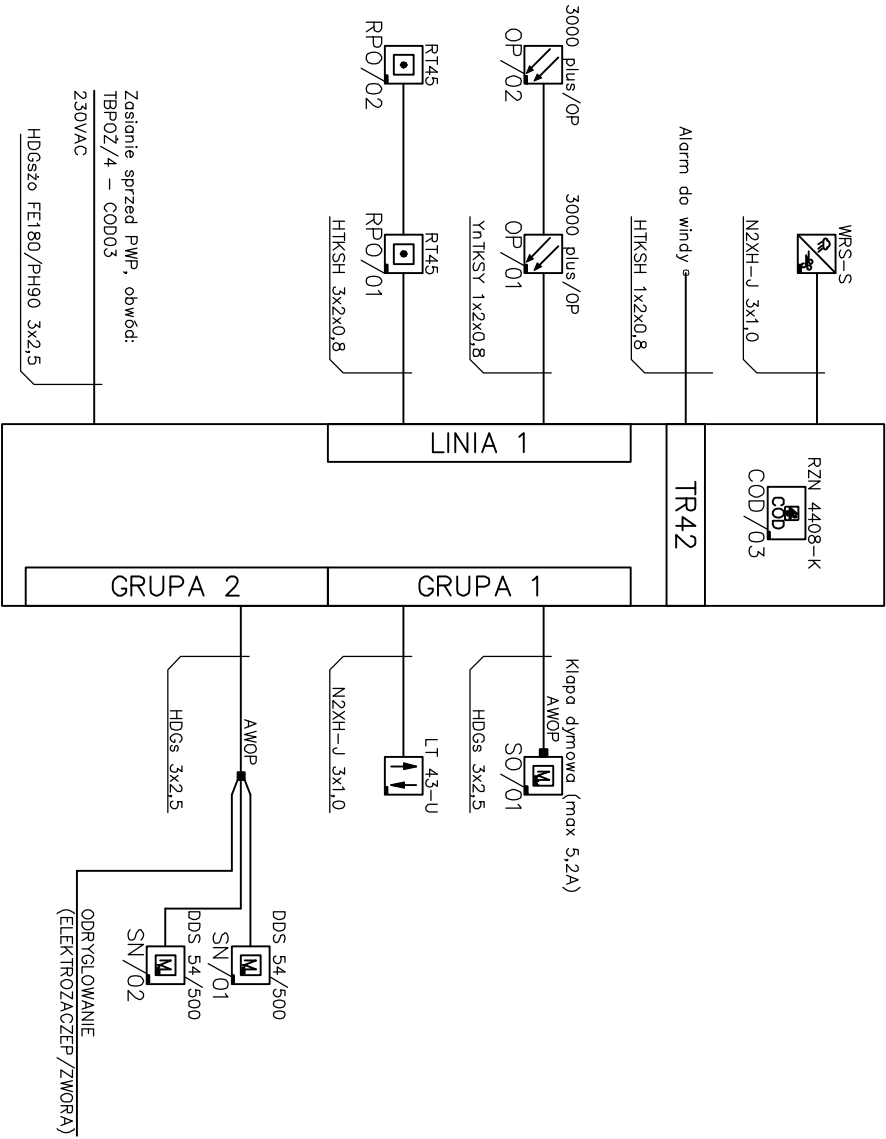 WRS-S
N2XH-J 3x1,0
Alarm do windy
HTKSH 1x2x0,8
3000 plus/OP
OP/02
3000 plus/OP
OP/01
YnTKSY 1x2x0,8
RT45
RPO/02
RT45
RPO/01
HTKSH 3x2x0,8
Zasianie sprzed PWP, obwód:
TBPOŻ/4 - COD03
230VAC
HDGsżo FE180/PH90 3x2,5
RZN 4408-K
COD
COD/03
TR42
LINIA 1
GRUPA 1
GRUPA 2
Klapa dymowa (max 5,2A)
AWOP
M
SO/01
HDGs 3x2,5
LT 43-U
N2XH-J 3x1,0
AWOP
HDGs 3x2,5
DDS 54/500
M
SN/01
DDS 54/500
M
SN/02
ODRYGLOWANIE
(ELEKTROZACZEP/ZWORA)